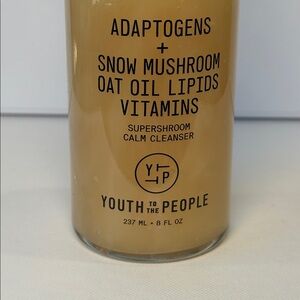 ADAPTOGENS
+
SNOW MUSHROOM
OAT OIL LIPIDS
VITAMINS
SUPERSHROOM
CALM CLEANSER
YTTP
YOUTH TO THE PEOPLE
237 ML • 8 FL OZ